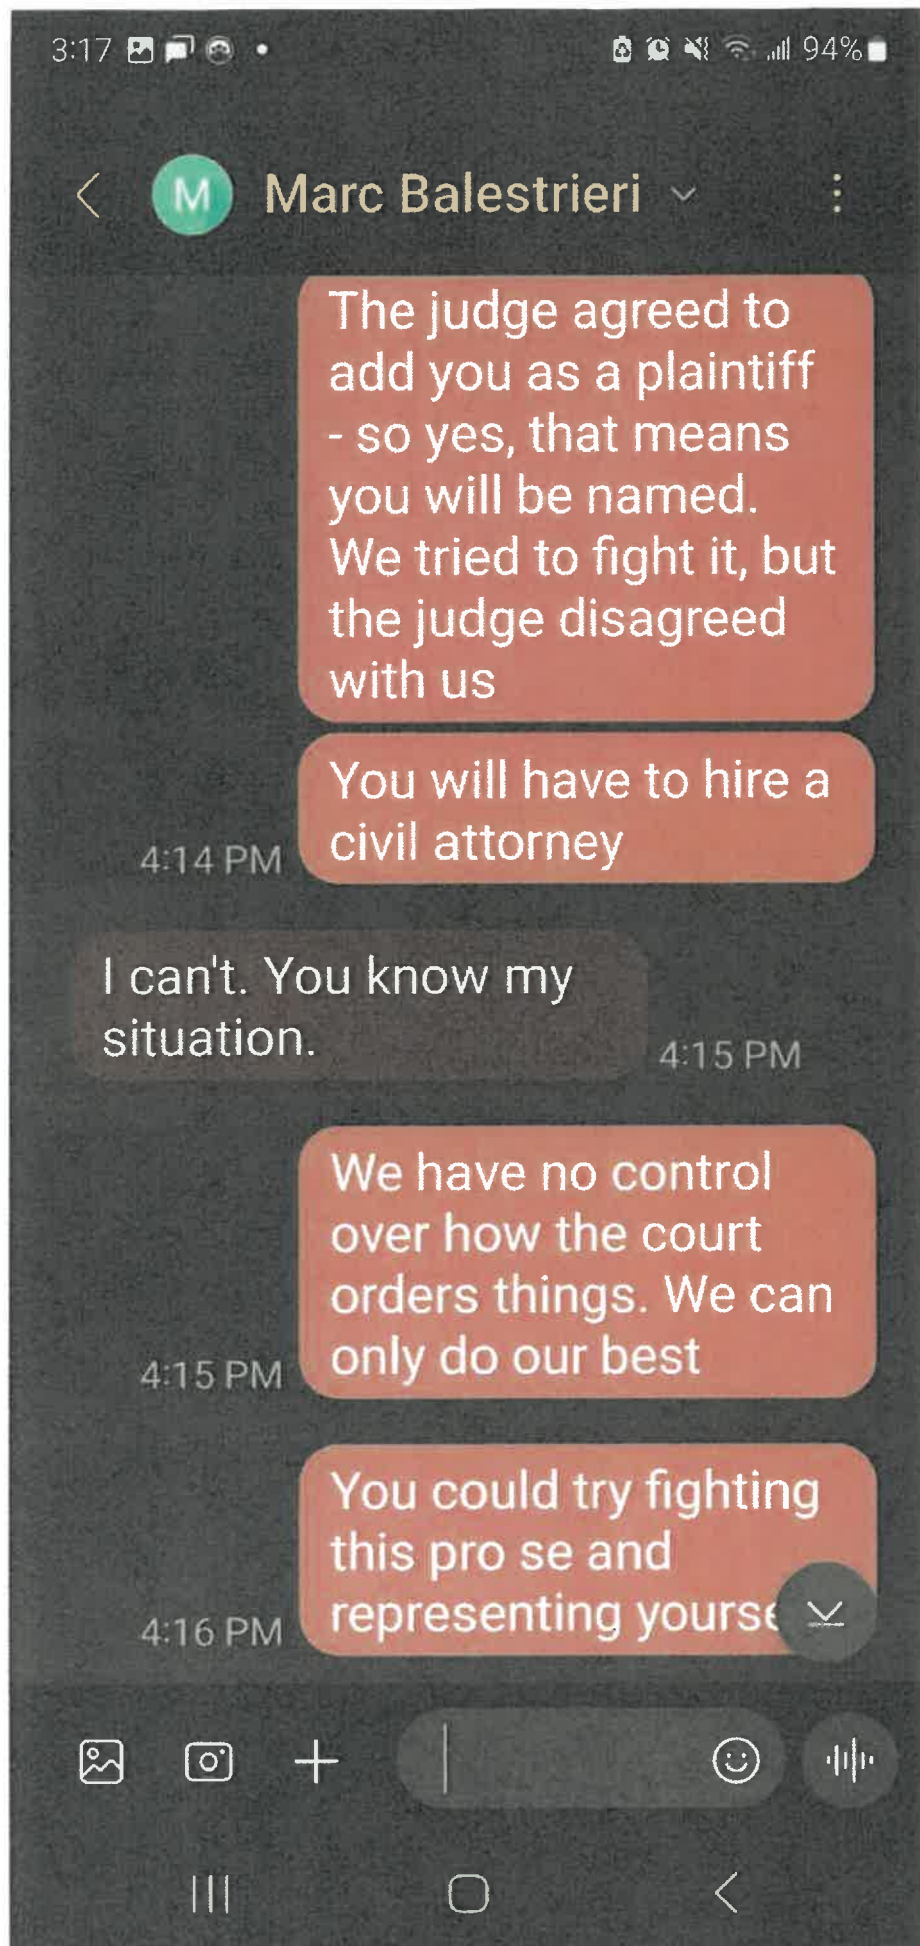 3:17
94%
M Marc Balestrieri
The judge agreed to
add you as a plaintiff
- so yes, that means
you will be named.
We tried to fight it, but
the judge disagreed
with us
You will have to hire a
civil attorney
4:14 PM
I can't. You know my
situation.
4:15 PM
We have no control
over how the court
orders things. We can
only do our best
4:15 PM
You could try fighting
this pro se and
representing yourse
4:16 PM